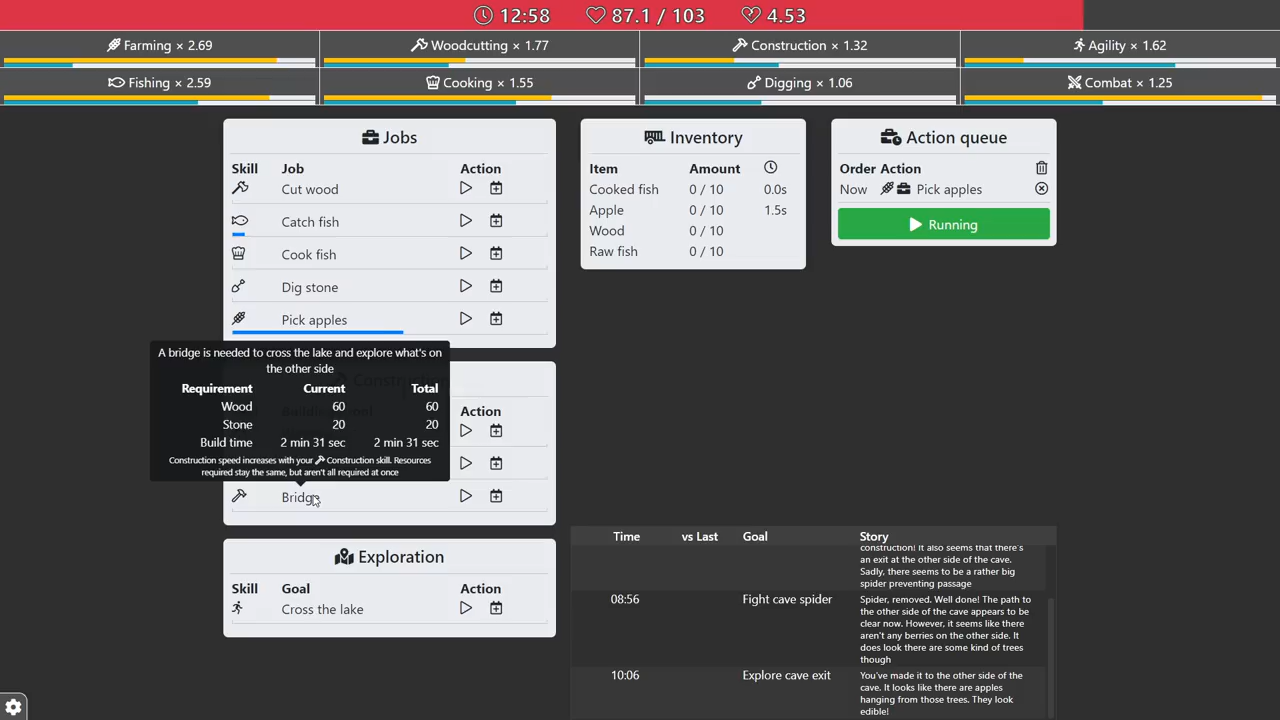 12:58 87.1 / 103 4.53
Farming × 2.69 Woodcutting × 1.77 Construction × 1.32 Agility × 1.62
Fishing × 2.59 Cooking × 1.55 Digging × 1.06 Combat × 1.25
Jobs
Skill Job Action
Cut wood
Catch fish
Cook fish
Dig stone
Pick apples
A bridge is needed to cross the lake and explore what's on
the other side
Requirement Current Total
Wood 60 60
Stone 20 20
Build time 2 min 31 sec 2 min 31 sec
Construction speed increases with your Construction skill. Resources
required stay the same, but aren't all required at once
Action
Bridge
Exploration
Skill Goal Action
Cross the lake
Inventory
Item Amount
Cooked fish 0 / 10 0.0s
Apple 0 / 10 1.5s
Wood 0 / 10
Raw fish 0 / 10
Action queue
Order Action
Now Pick apples
Running
Time vs Last Goal Story
construction! It also seems that there's
an exit at the other side of the cave.
Sadly, there seems to be a rather big
spider preventing passage
08:56 Fight cave spider Spider, removed. Well done! The path to
the other side of the cave appears to be
clear now. However, it seems like there
aren't any berries on the other side. It
does look there are some kind of trees
though
10:06 Explore cave exit You've made it to the other side of the
cave. It looks like there are apples
hanging from those trees. They look
edible!